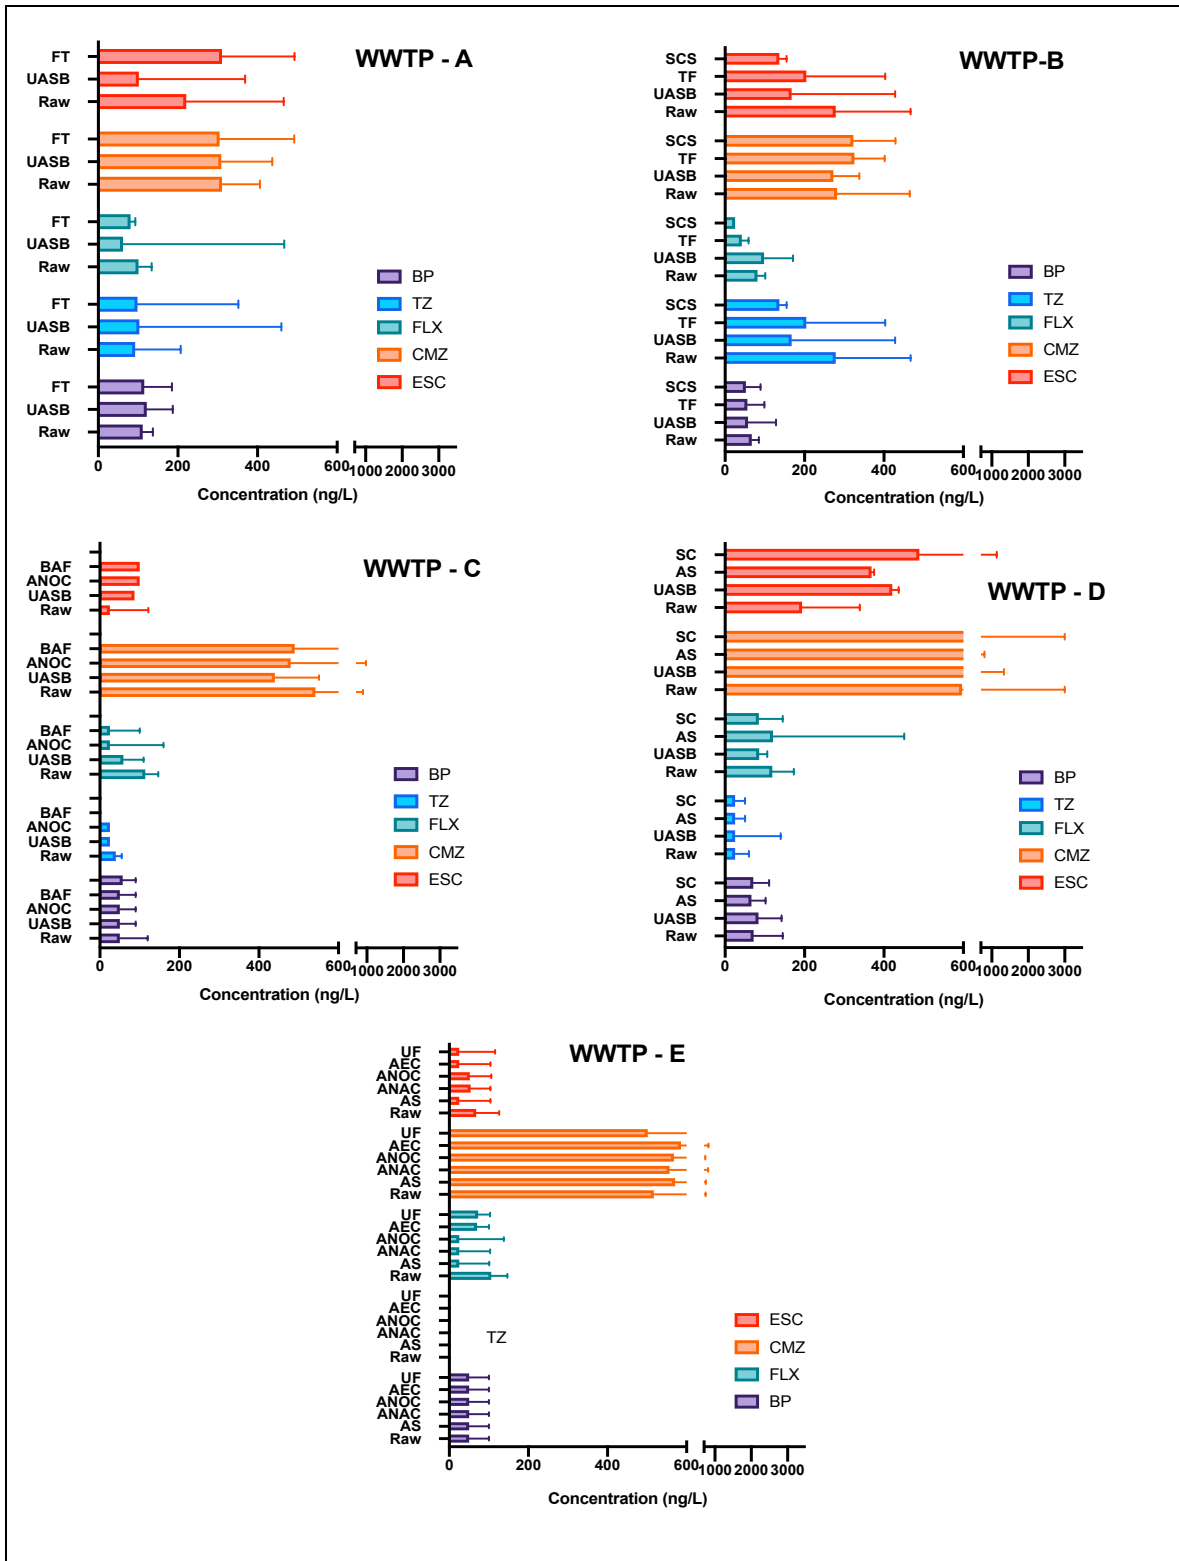 WWTP - A
FT
UASB
Raw
FT
UASB
Raw
FT
UASB
Raw
FT
UASB
Raw
FT
UASB
Raw
BP
TZ
FLX
CMZ
ESC
0 200 400 600 1000 2000 3000
Concentration (ng/L)
WWTP-B
SCS
TF
UASB
Raw
SCS
TF
UASB
Raw
SCS
TF
UASB
Raw
SCS
TF
UASB
Raw
SCS
TF
UASB
Raw
BP
TZ
FLX
CMZ
ESC
0 200 400 600 1000 2000 3000
Concentration (ng/L)
WWTP - C
BAF
ANOC
UASB
Raw
BAF
ANOC
UASB
Raw
BAF
ANOC
UASB
Raw
BAF
ANOC
UASB
Raw
BAF
ANOC
UASB
Raw
BP
TZ
FLX
CMZ
ESC
0 200 400 600 1000 2000 3000
Concentration (ng/L)
WWTP - D
SC
AS
UASB
Raw
SC
AS
UASB
Raw
SC
AS
UASB
Raw
SC
AS
UASB
Raw
SC
AS
UASB
Raw
BP
TZ
FLX
CMZ
ESC
0 200 400 600 1000 2000 3000
Concentration (ng/L)
WWTP - E
UF
AEC
ANOC
ANAC
AS
Raw
UF
AEC
ANOC
ANAC
AS
Raw
UF
AEC
ANOC
ANAC
AS
Raw
UF
AEC
ANOC
ANAC
AS
Raw
TZ
UF
AEC
ANOC
ANAC
AS
Raw
ESC
CMZ
FLX
BP
0 200 400 600 1000 2000 3000
Concentration (ng/L)